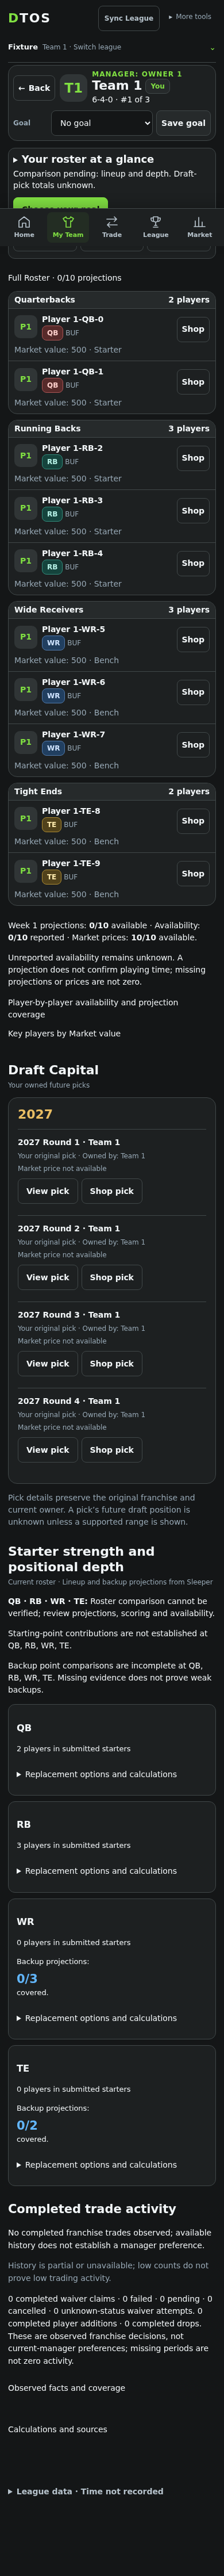 DTOS
Sync League
▸ More tools
Fixture Team 1 · Switch league
← Back
T1
MANAGER: OWNER 1
Team 1 You
6-4-0 · #1 of 3
Goal
No goal
Save goal
▸ Your roster at a glance
Comparison pending: lineup and depth. Draft-
pick totals unknown.
Home
My Team
Trade
League
Market
Full Roster · 0/10 projections
Quarterbacks 2 players
P1
Player 1-QB-0
QB BUF
Shop
Market value: 500 · Starter
P1
Player 1-QB-1
QB BUF
Shop
Market value: 500 · Starter
Running Backs 3 players
P1
Player 1-RB-2
RB BUF
Shop
Market value: 500 · Starter
P1
Player 1-RB-3
RB BUF
Shop
Market value: 500 · Starter
P1
Player 1-RB-4
RB BUF
Shop
Market value: 500 · Starter
Wide Receivers 3 players
P1
Player 1-WR-5
WR BUF
Shop
Market value: 500 · Bench
P1
Player 1-WR-6
WR BUF
Shop
Market value: 500 · Bench
P1
Player 1-WR-7
WR BUF
Shop
Market value: 500 · Bench
Tight Ends 2 players
P1
Player 1-TE-8
TE BUF
Shop
Market value: 500 · Bench
P1
Player 1-TE-9
TE BUF
Shop
Market value: 500 · Bench
Week 1 projections: 0/10 available · Availability:
0/10 reported · Market prices: 10/10 available.
Unreported availability remains unknown. A
projection does not confirm playing time; missing
projections or prices are not zero.
Player-by-player availability and projection
coverage
Key players by Market value
Draft Capital
Your owned future picks
2027
2027 Round 1 · Team 1
Your original pick · Owned by: Team 1
Market price not available
View pick Shop pick
2027 Round 2 · Team 1
Your original pick · Owned by: Team 1
Market price not available
View pick Shop pick
2027 Round 3 · Team 1
Your original pick · Owned by: Team 1
Market price not available
View pick Shop pick
2027 Round 4 · Team 1
Your original pick · Owned by: Team 1
Market price not available
View pick Shop pick
Pick details preserve the original franchise and
current owner. A pick's future draft position is
unknown unless a supported range is shown.
Starter strength and
positional depth
Current roster · Lineup and backup projections from Sleeper
QB · RB · WR · TE: Roster comparison cannot be
verified; review projections, scoring and availability.
Starting-point contributions are not established at
QB, RB, WR, TE.
Backup point comparisons are incomplete at QB,
RB, WR, TE. Missing evidence does not prove weak
backups.
QB
2 players in submitted starters
▸ Replacement options and calculations
RB
3 players in submitted starters
▸ Replacement options and calculations
WR
0 players in submitted starters
Backup projections:
0/3
covered.
▸ Replacement options and calculations
TE
0 players in submitted starters
Backup projections:
0/2
covered.
▸ Replacement options and calculations
Completed trade activity
No completed franchise trades observed; available
history does not establish a manager preference.
History is partial or unavailable; low counts do not
prove low trading activity.
0 completed waiver claims · 0 failed · 0 pending · 0
cancelled · 0 unknown-status waiver attempts. 0
completed player additions · 0 completed drops.
These are observed franchise decisions, not
current-manager preferences; missing periods are
not zero activity.
Observed facts and coverage
Calculations and sources
▸ League data · Time not recorded